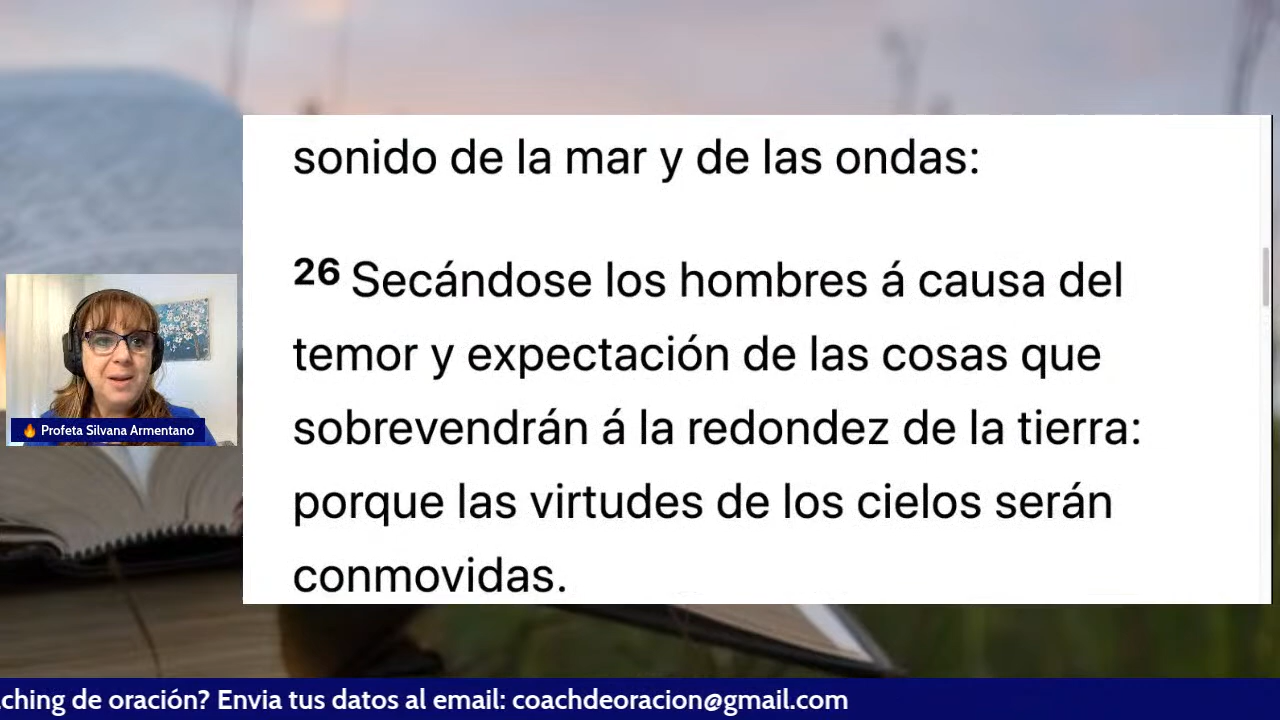 sonido de la mar y de las ondas:
26 Secándose los hombres á causa del
temor y expectación de las cosas que
sobrevendrán á la redondez de la tierra:
porque las virtudes de los cielos serán
conmovidas.
🔥 Profeta Silvana Armentano
ching de oración? Envia tus datos al email: coachdeoracion@gmail.com